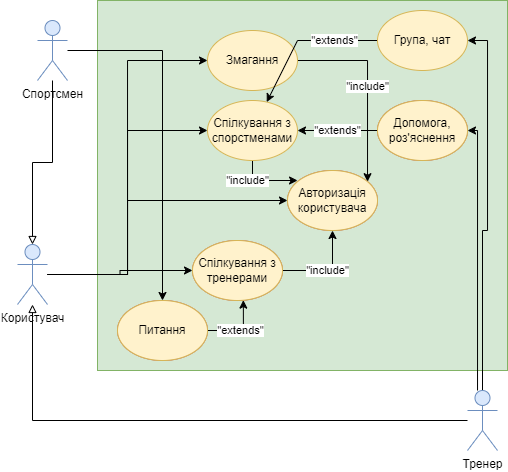 "extends"
Група, чат
Змагання
"include"
Спортсмен
Спілкування з
спорстменами
"extends"
Допомога,
роз'яснення
"include"
Авторизація
користувача
Спілкування з
тренерами
"include"
Користувач
Питання
"extends"
Тренер